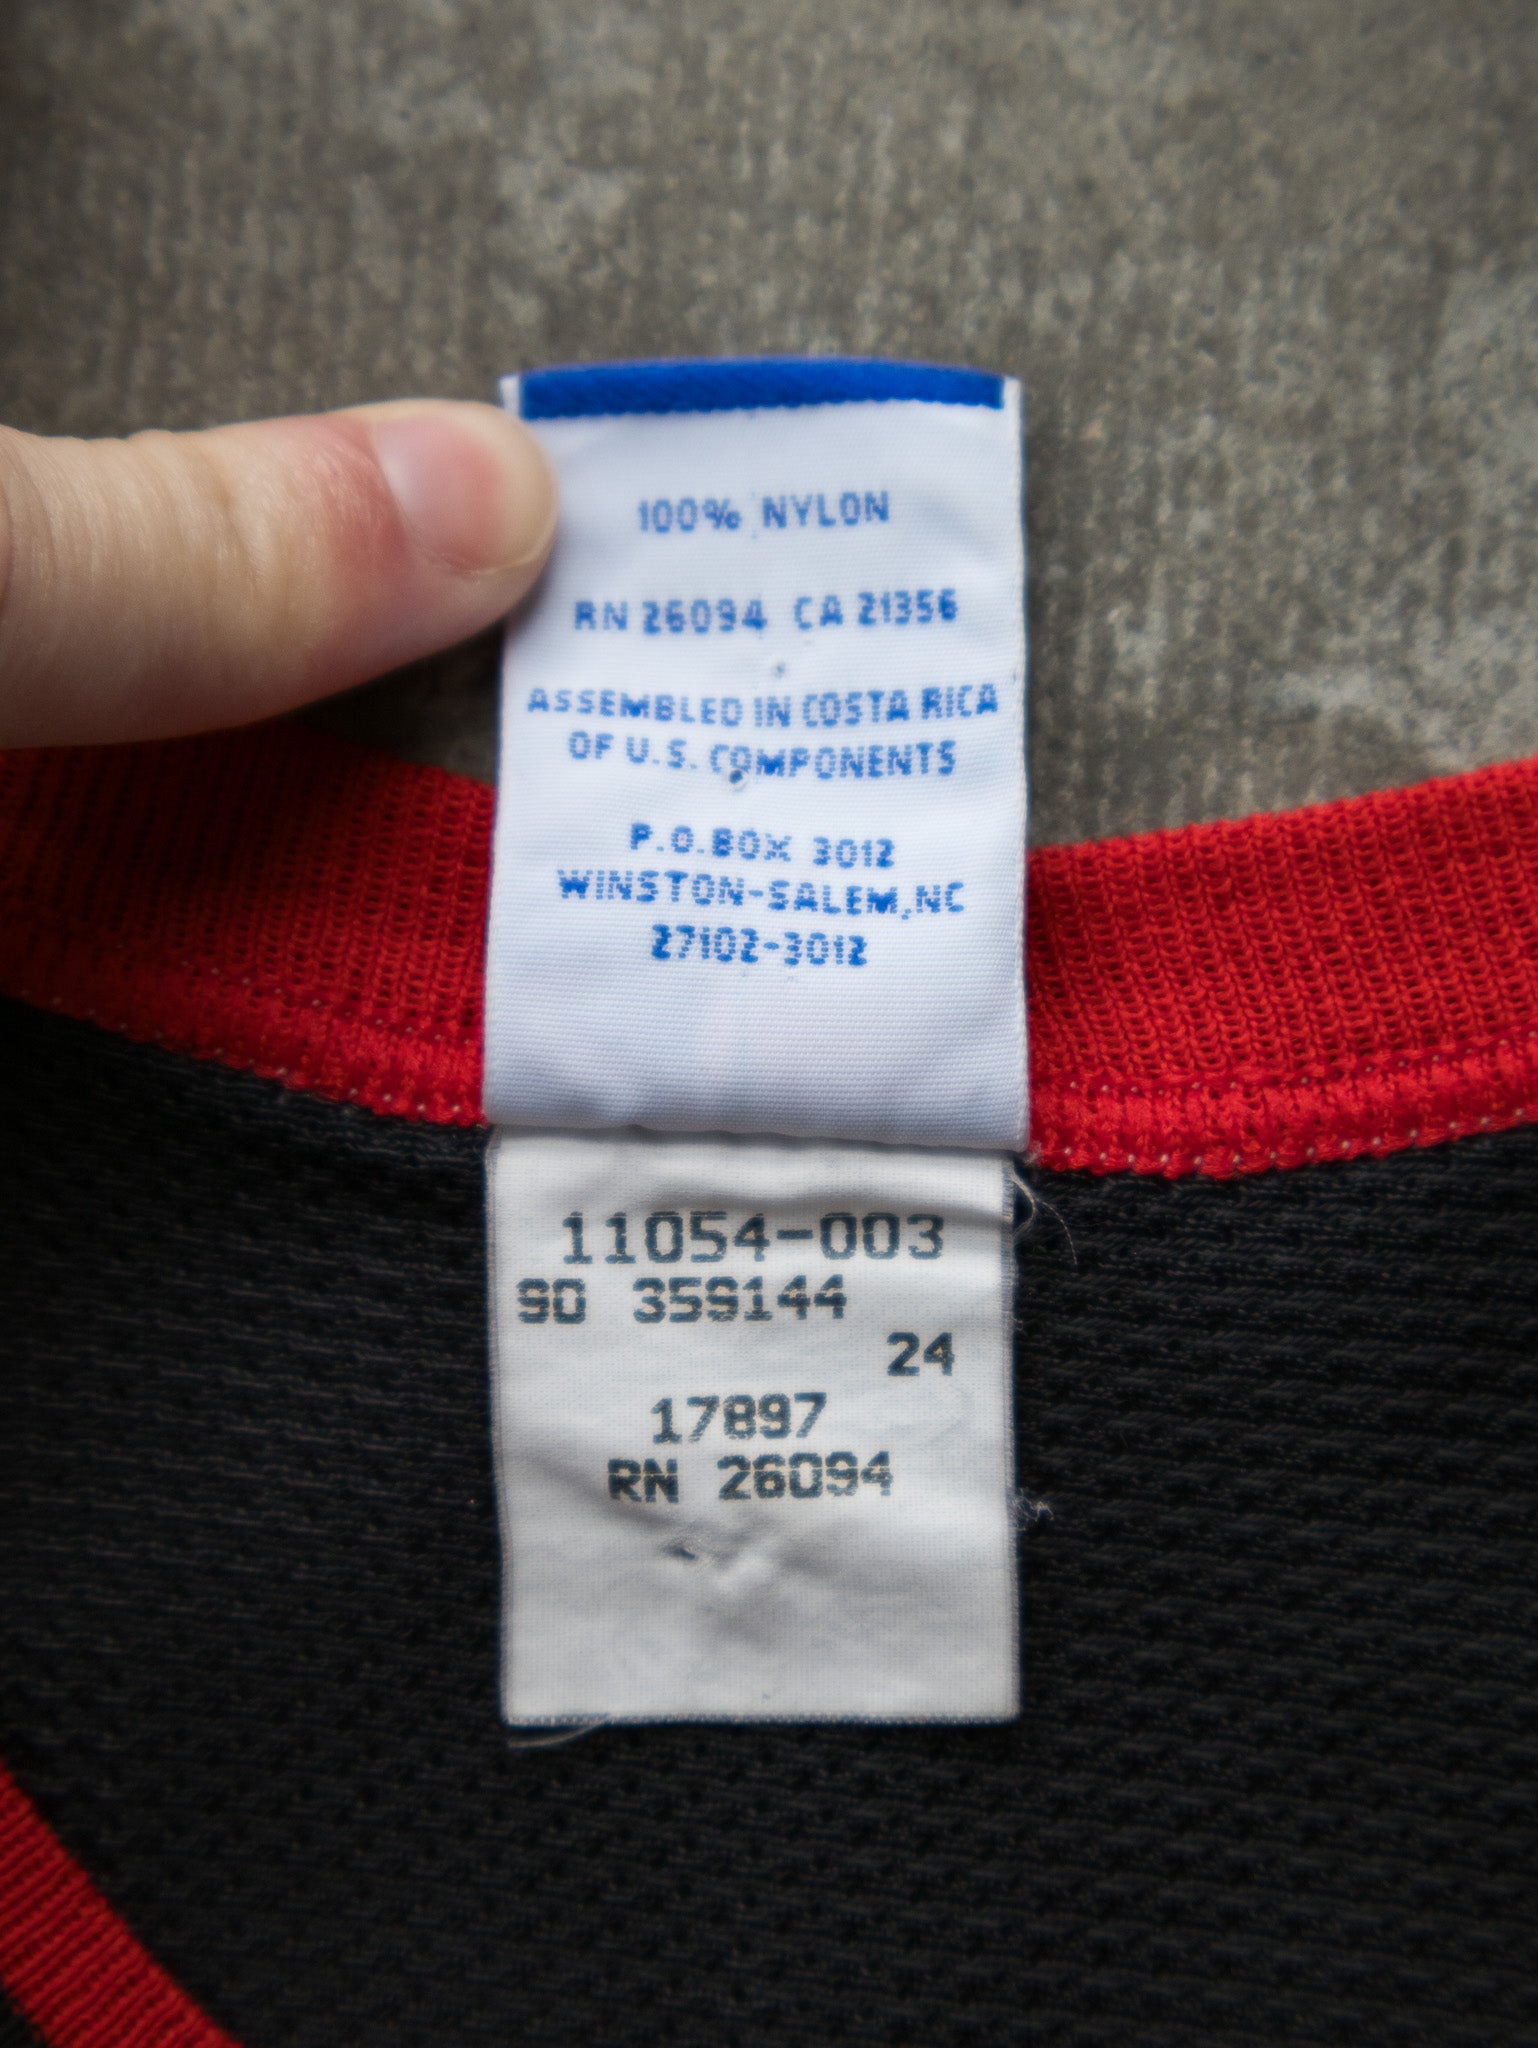 100% NYLON
RN 26094 CA 21356
ASSEMBLED IN COSTA RICA
OF U.S. COMPONENTS
P.O.BOX 3012
WINSTON-SALEM,NC
27102-3012
11054-003
SO 359144
24
17897
RN 26094